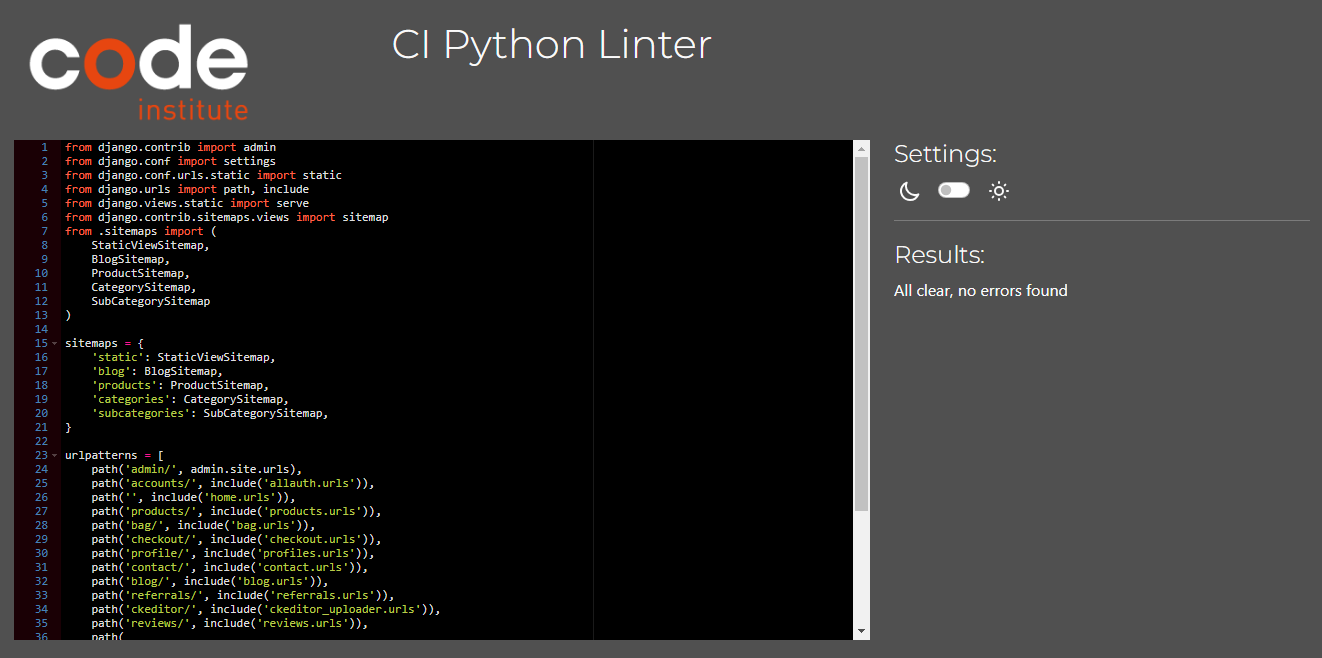 code
institute
CI Python Linter
1 from django.contrib import admin
2 from django.conf import settings
3 from django.conf.urls.static import static
4 from django.urls import path, include
5 from django.views.static import serve
6 from django.contrib.sitemaps.views import sitemap
7 from .sitemaps import (
8     StaticViewSitemap,
9     BlogSitemap,
10     ProductSitemap,
11     CategorySitemap,
12     SubCategorySitemap
13 )
14
15 sitemaps = {
16     'static': StaticViewSitemap,
17     'blog': BlogSitemap,
18     'products': ProductSitemap,
19     'categories': CategorySitemap,
20     'subcategories': SubCategorySitemap,
21 }
22
23 urlpatterns = [
24     path('admin/', admin.site.urls),
25     path('accounts/', include('allauth.urls')),
26     path('', include('home.urls')),
27     path('products/', include('products.urls')),
28     path('bag/', include('bag.urls')),
29     path('checkout/', include('checkout.urls')),
30     path('profile/', include('profiles.urls')),
31     path('contact/', include('contact.urls')),
32     path('blog/', include('blog.urls')),
33     path('referrals/', include('referrals.urls')),
34     path('ckeditor/', include('ckeditor_uploader.urls')),
35     path('reviews/', include('reviews.urls')),
36     path(
Settings:
Results:
All clear, no errors found